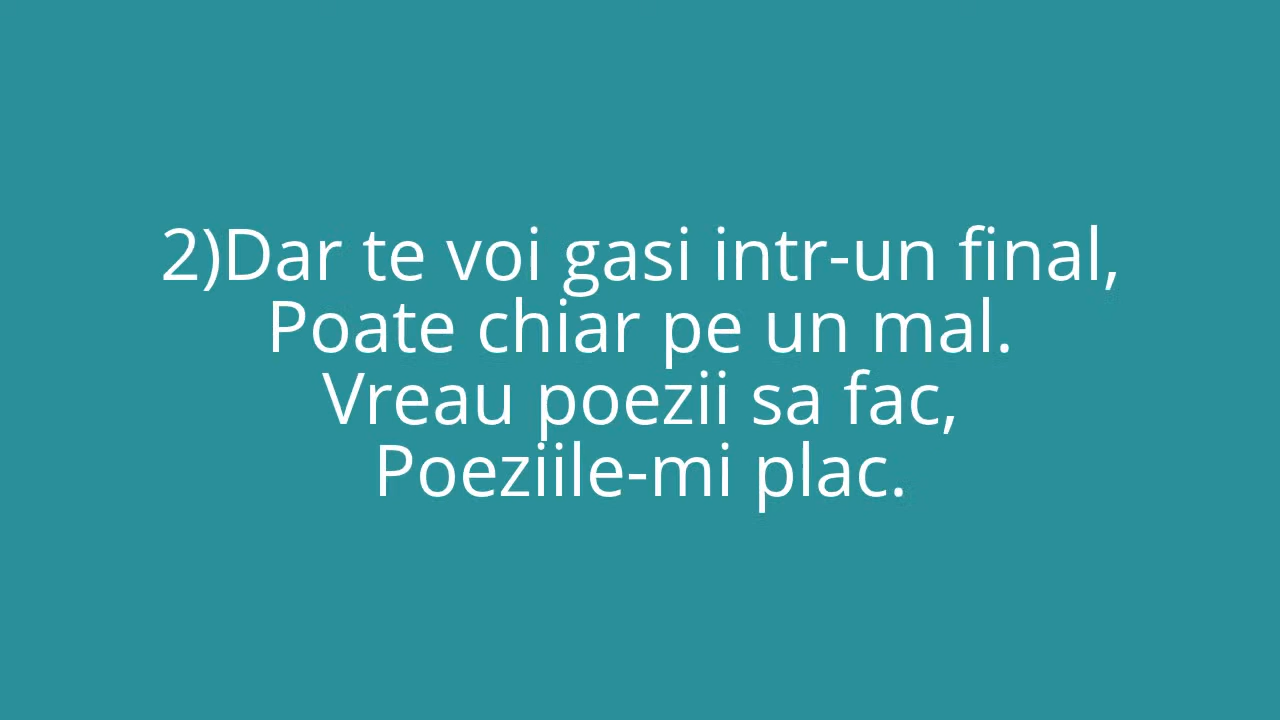 2)Dar te voi gasi intr-un final,
Poate chiar pe un mal.
Vreau poezii sa fac,
Poeziile-mi plac.